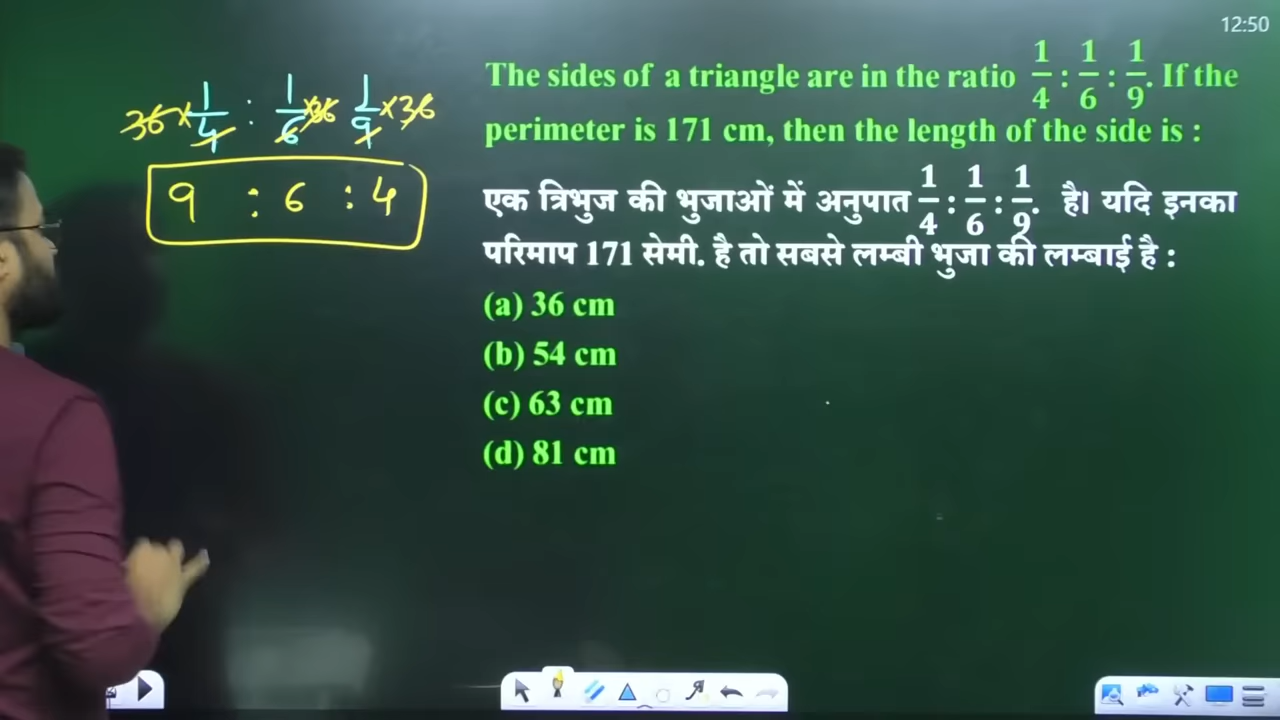 12:50
36 × 1/4 : 1/6 × 36 1/9 × 36
9 : 6 : 4
The sides of a triangle are in the ratio 1/4 : 1/6 : 1/9. If the
perimeter is 171 cm, then the length of the side is :
एक त्रिभुज की भुजाओं में अनुपात 1/4 : 1/6 : 1/9. है। यदि इनका
परिमाप 171 सेमी. है तो सबसे लम्बी भुजा की लम्बाई है :
(a) 36 cm
(b) 54 cm
(c) 63 cm
(d) 81 cm